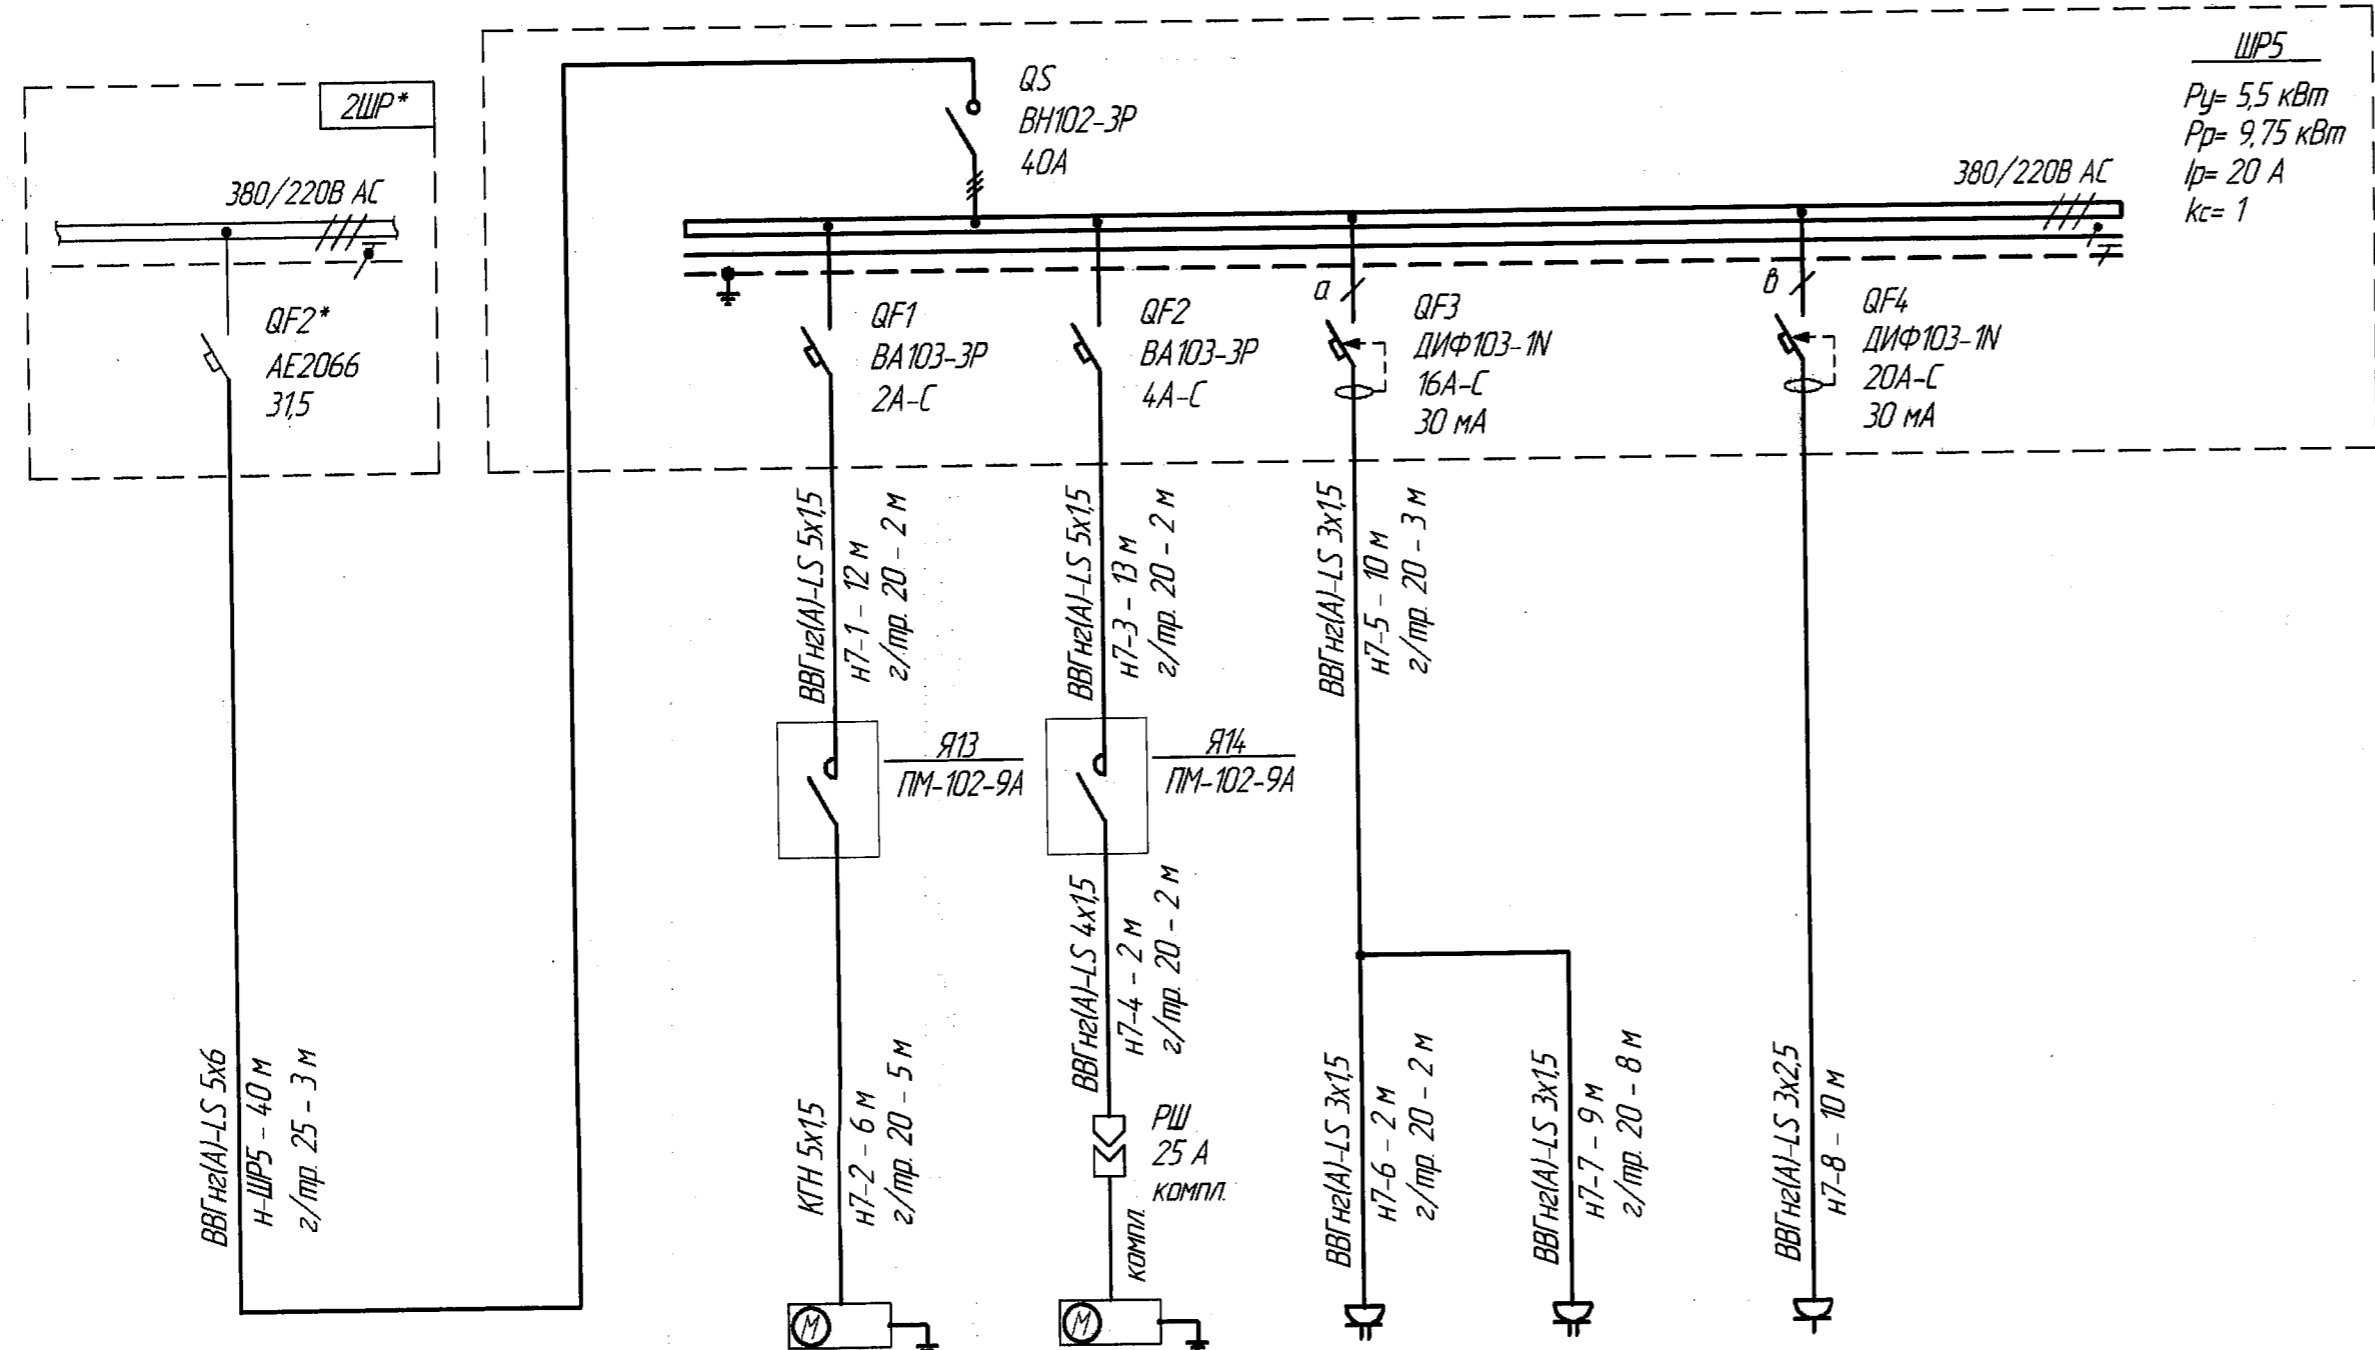 2ШР*
380/220В АС
QF2*
АЕ2066
31,5
ВВГнг(А)-LS 5х6
н-ШР5 - 40 м
г/тр. 25 - 3 м
QS
ВН102-3Р
40А
ШР5
Ру= 5,5 кВт
Рр= 9,75 кВт
Iр= 20 А
kc= 1
380/220В АС
QF1
ВА103-3Р
2А-С
QF2
ВА103-3Р
4А-С
а
QF3
ДИФ103-1N
16А-С
30 мА
в
QF4
ДИФ103-1N
20А-С
30 мА
ВВГнг(А)-LS 5х1,5
н7-1 - 12 м
г/тр. 20 - 2 м
ВВГнг(А)-LS 5х1,5
н7-3 - 13 м
г/тр. 20 - 2 м
ВВГнг(А)-LS 3х1,5
н7-5 - 10 м
г/тр. 20 - 3 м
Я13
ПМ-102-9А
Я14
ПМ-102-9А
КГН 5х1,5
н7-2 - 6 м
г/тр. 20 - 5 м
ВВГнг(А)-LS 4х1,5
н7-4 - 2 м
г/тр. 20 - 2 м
РШ
25 А
компл.
компл.
ВВГнг(А)-LS 3х1,5
н7-6 - 2 м
г/тр. 20 - 2 м
ВВГнг(А)-LS 3х1,5
н7-7 - 9 м
г/тр. 20 - 8 м
ВВГнг(А)-LS 3х2,5
н7-8 - 10 м
М
М